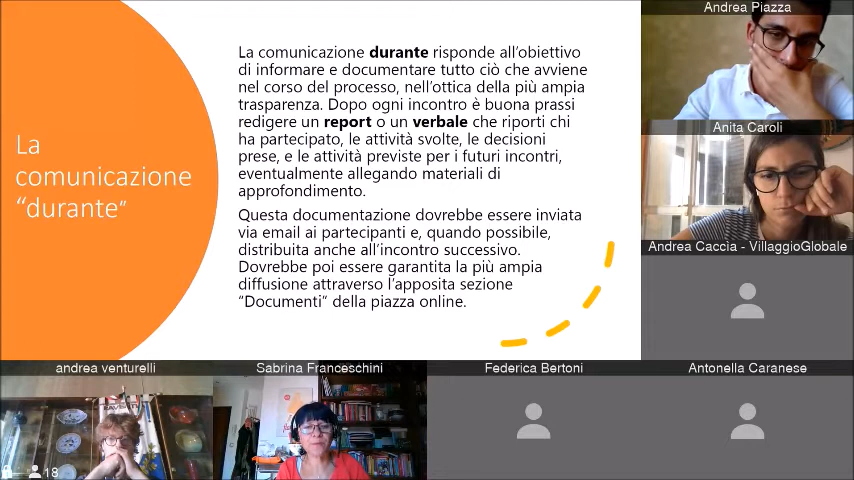 La
comunicazione
“durante”
La comunicazione durante risponde all’obiettivo
di informare e documentare tutto ciò che avviene
nel corso del processo, nell’ottica della più ampia
trasparenza. Dopo ogni incontro è buona prassi
redigere un report o un verbale che riporti chi
ha partecipato, le attività svolte, le decisioni
prese, e le attività previste per i futuri incontri,
eventualmente allegando materiali di
approfondimento.
Questa documentazione dovrebbe essere inviata
via email ai partecipanti e, quando possibile,
distribuita anche all’incontro successivo.
Dovrebbe poi essere garantita la più ampia
diffusione attraverso l’apposita sezione
“Documenti” della piazza online.
Andrea Piazza
Anita Caroli
Andrea Caccia - VillaggioGlobale
andrea venturelli
Sabrina Franceschini
Federica Bertoni
Antonella Caranese
18